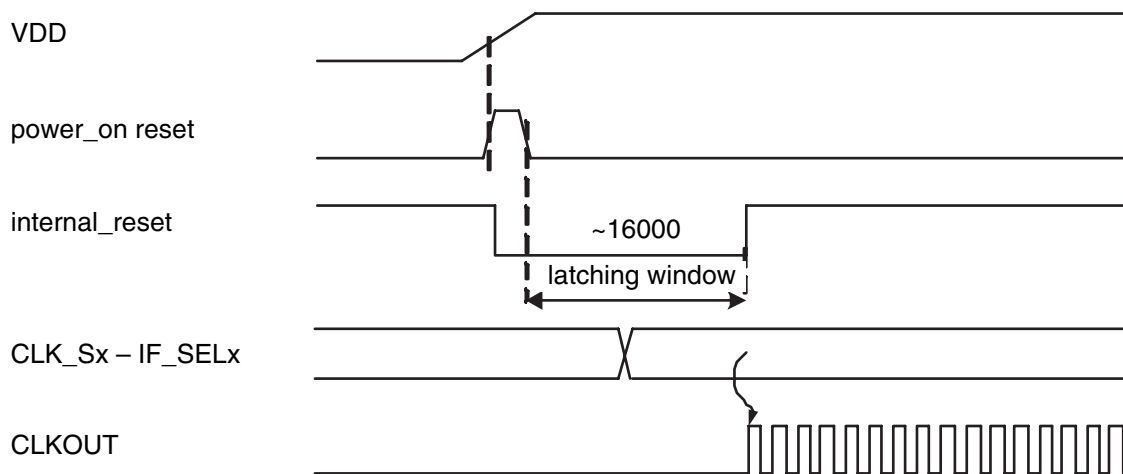 VDD
power_on reset
internal_reset
~16000
latching window
CLK_Sx – IF_SELx
CLKOUT